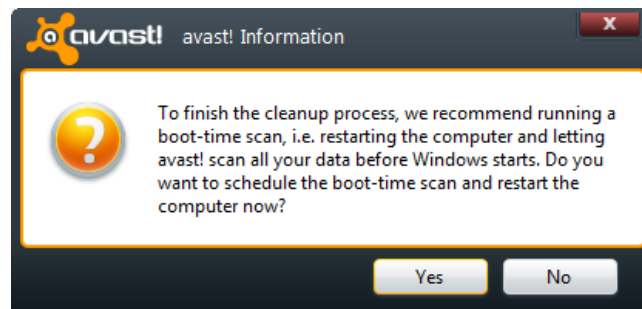 avast! avast! Information
To finish the cleanup process, we recommend running a
boot-time scan, i.e. restarting the computer and letting
avast! scan all your data before Windows starts. Do you
want to schedule the boot-time scan and restart the
computer now?
Yes No